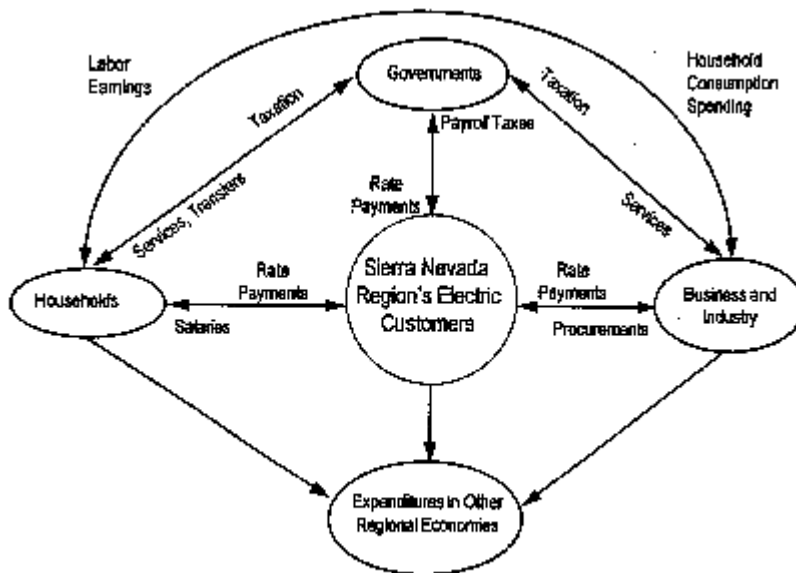 Labor
Earnings
Household
Consumption
Spending
Governments
Taxation
Taxation
Payroll Taxes
Rate
Payments
Services, Transfers
Services
Sierra Nevada
Region's Electric
Customers
Households
Rate
Payments
Salaries
Rate
Payments
Procurements
Business and
Industry
Expenditures in Other
Regional Economies